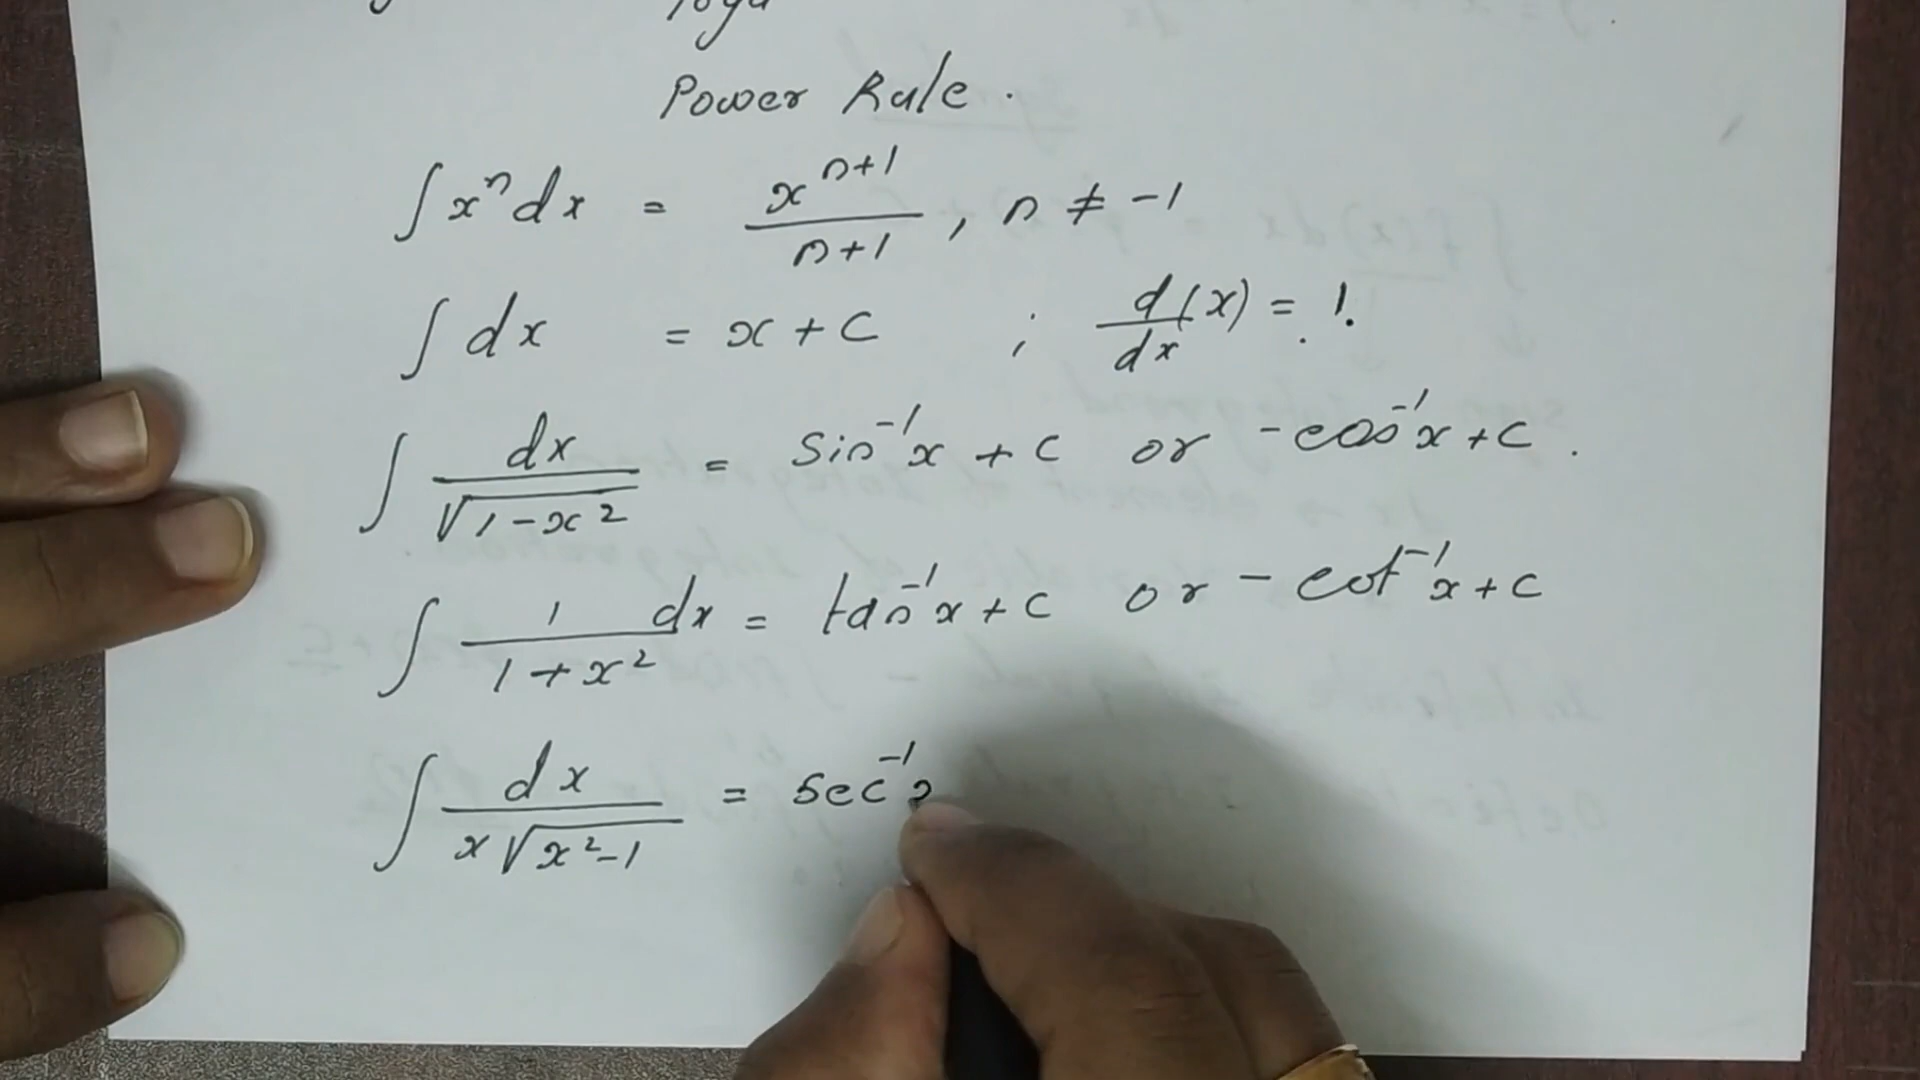 Power Rule.
∫ xⁿ dx = xⁿ⁺¹/(n+1), n ≠ -1
∫ dx = x + C ; d/dx (x) = 1.
∫ dx/√(1-x²) = Sin⁻¹x + C or -cos⁻¹x + C.
∫ 1/(1+x²) dx = tan⁻¹x + C or -cot⁻¹x + C
∫ dx/(x√(x²-1)) = Sec⁻¹